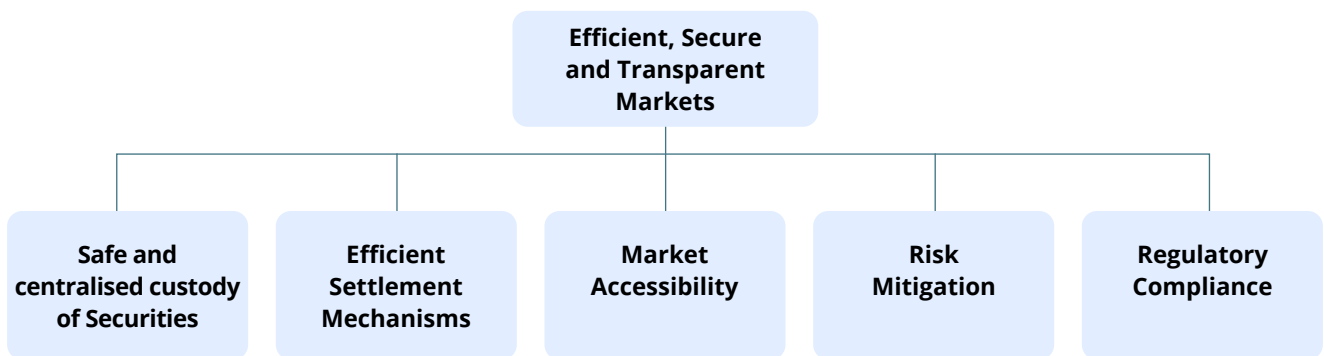 Efficient, Secure
and Transparent
Markets
Safe and
centralised custody
of Securities
Efficient
Settlement
Mechanisms
Market
Accessibility
Risk
Mitigation
Regulatory
Compliance